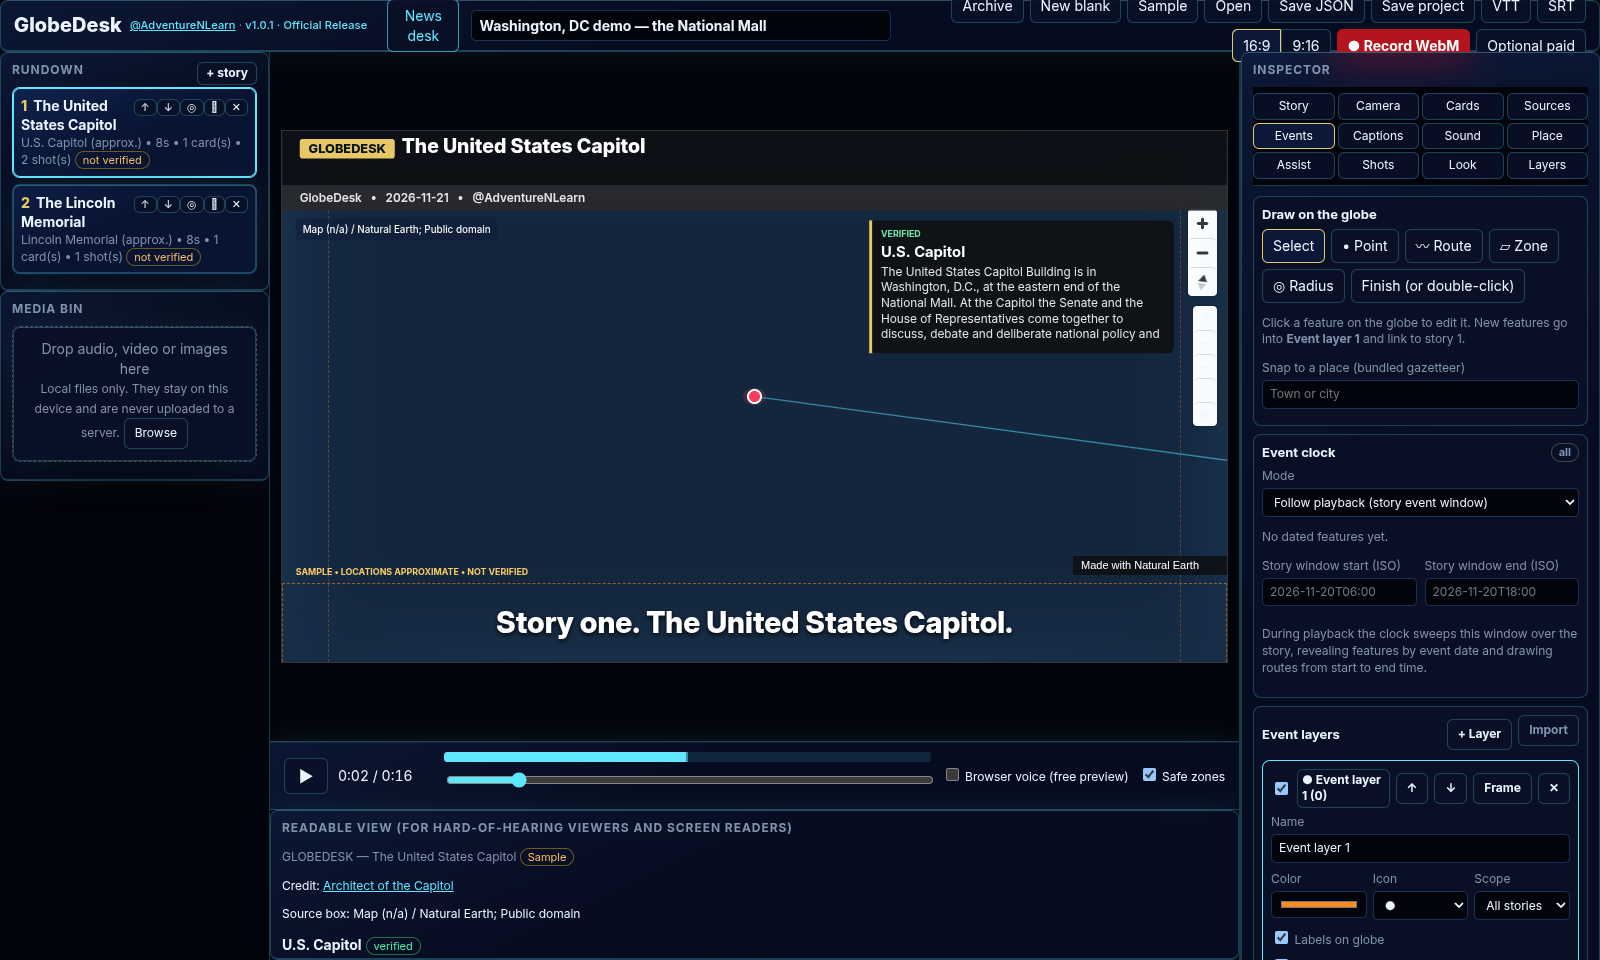 GlobeDesk @AdventureNLearn · v1.0.1 · Official Release
News desk
Washington, DC demo — the National Mall
Archive New blank Sample Open Save JSON Save project VTT SRT
16:9 9:16 ● Record WebM Optional paid
RUNDOWN
+ story
1 The United States Capitol
↑ ↓ ◎ ✕
U.S. Capitol (approx.) • 8s • 1 card(s) •
2 shot(s) not verified
2 The Lincoln Memorial
↑ ↓ ◎ ✕
Lincoln Memorial (approx.) • 8s • 1
card(s) • 1 shot(s) not verified
MEDIA BIN
Drop audio, video or images
here
Local files only. They stay on this
device and are never uploaded to a
server. Browse
GLOBEDESK The United States Capitol
GlobeDesk • 2026-11-21 • @AdventureNLearn
Map (n/a) / Natural Earth; Public domain
VERIFIED
U.S. Capitol
The United States Capitol Building is in
Washington, D.C., at the eastern end of the
National Mall. At the Capitol the Senate and the
House of Representatives come together to
discuss, debate and deliberate national policy and
Made with Natural Earth
SAMPLE • LOCATIONS APPROXIMATE • NOT VERIFIED
Story one. The United States Capitol.
0:02 / 0:16
Browser voice (free preview) Safe zones
READABLE VIEW (FOR HARD-OF-HEARING VIEWERS AND SCREEN READERS)
GLOBEDESK — The United States Capitol Sample
Credit: Architect of the Capitol
Source box: Map (n/a) / Natural Earth; Public domain
U.S. Capitol verified
INSPECTOR
Story Camera Cards Sources
Events Captions Sound Place
Assist Shots Look Layers
Draw on the globe
Select • Point Route ▱ Zone
◎ Radius Finish (or double-click)
Click a feature on the globe to edit it. New features go
into Event layer 1 and link to story 1.
Snap to a place (bundled gazetteer)
Town or city
Event clock all
Mode
Follow playback (story event window)
No dated features yet.
Story window start (ISO) Story window end (ISO)
2026-11-20T06:00 2026-11-20T18:00
During playback the clock sweeps this window over the
story, revealing features by event date and drawing
routes from start to end time.
Event layers + Layer Import
● Event layer 1 (0) ↑ ↓ Frame ✕
Name
Event layer 1
Color Icon Scope
● All stories
Labels on globe